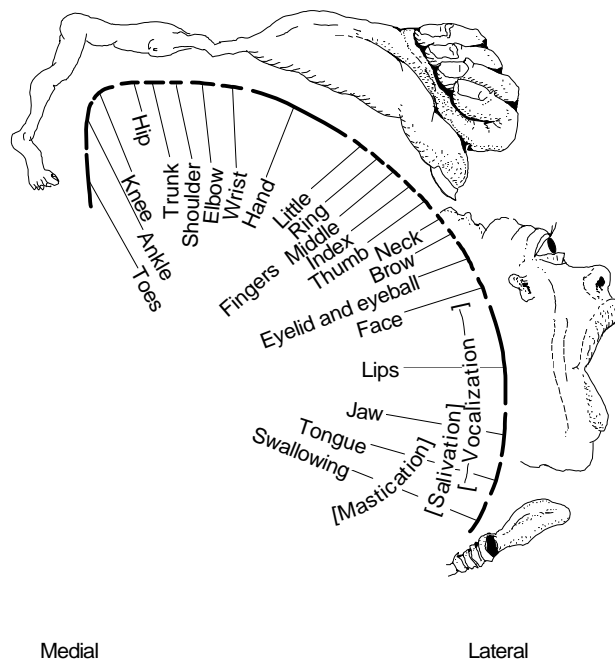 Toes
Ankle
Knee
Hip
Trunk
Shoulder
Elbow
Wrist
Hand
Little
Ring
Middle
Index
Thumb
Fingers
Neck
Brow
Eyelid and eyeball
Face
Lips
Jaw
Tongue
Swallowing
[Mastication]
[Salivation]
[Vocalization]
Medial
Lateral